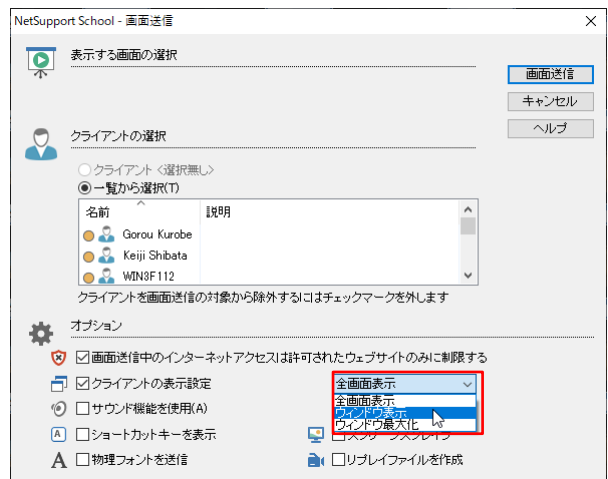 NetSupport School - 画面送信
表示する画面の選択
画面送信
キャンセル
ヘルプ
クライアントの選択
クライアント <選択無し>
一覧から選択(T)
名前 説明
Gorou Kurobe
Keiji Shibata
WIN3F112
クライアントを画面送信の対象から除外するにはチェックマークを外します
オプション
画面送信中のインターネットアクセスは許可されたウェブサイトのみに制限する
クライアントの表示設定 全画面表示
全画面表示
ウィンドウ表示
ウィンドウ最大化
サウンド機能を使用(A)
ショートカットキーを表示
A 物理フォントを送信 リプレイファイルを作成